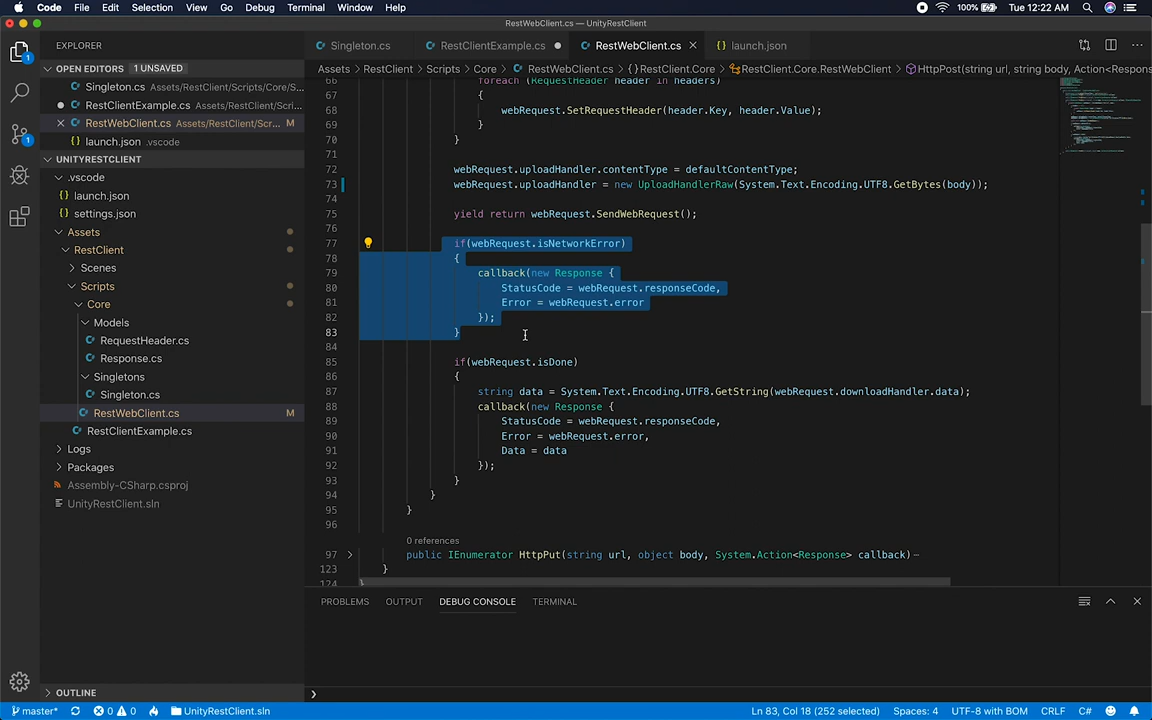 Code File Edit Selection View Go Debug Terminal Window Help 100% Tue 12:22 AM
RestWebClient.cs — UnityRestClient
EXPLORER
Singleton.cs RestClientExample.cs RestWebClient.cs launch.json
OPEN EDITORS 1 UNSAVED
Assets > RestClient > Scripts > Core > RestWebClient.cs > {} RestClient.Core > RestClient.Core.RestWebClient > HttpPost(string url, string body, Action<Respons
Singleton.cs Assets/RestClient/Scripts/Core/S...
RestClientExample.cs Assets/RestClient/Scri...
RestWebClient.cs Assets/RestClient/Scr... M
launch.json .vscode
UNITYRESTCLIENT
.vscode
launch.json
settings.json
Assets
RestClient
Scenes
Scripts
Core
Models
RequestHeader.cs
Response.cs
Singletons
Singleton.cs
RestWebClient.cs M
RestClientExample.cs
Logs
Packages
Assembly-CSharp.csproj
UnityRestClient.sln
OUTLINE
66 foreach (RequestHeader header in headers)
67 {
68 webRequest.SetRequestHeader(header.Key, header.Value);
69 }
70 }
71
72 webRequest.uploadHandler.contentType = defaultContentType;
73 webRequest.uploadHandler = new UploadHandlerRaw(System.Text.Encoding.UTF8.GetBytes(body));
74
75 yield return webRequest.SendWebRequest();
76
77 if(webRequest.isNetworkError)
78 {
79 callback(new Response {
80 StatusCode = webRequest.responseCode,
81 Error = webRequest.error
82 });
83 }
84
85 if(webRequest.isDone)
86 {
87 string data = System.Text.Encoding.UTF8.GetString(webRequest.downloadHandler.data);
88 callback(new Response {
89 StatusCode = webRequest.responseCode,
90 Error = webRequest.error,
91 Data = data
92 });
93 }
94 }
95 }
96
0 references
97 public IEnumerator HttpPut(string url, object body, System.Action<Response> callback)
123 }
124 }
PROBLEMS OUTPUT DEBUG CONSOLE TERMINAL
master* 0 0 UnityRestClient.sln Ln 83, Col 18 (252 selected) Spaces: 4 UTF-8 with BOM CRLF C#